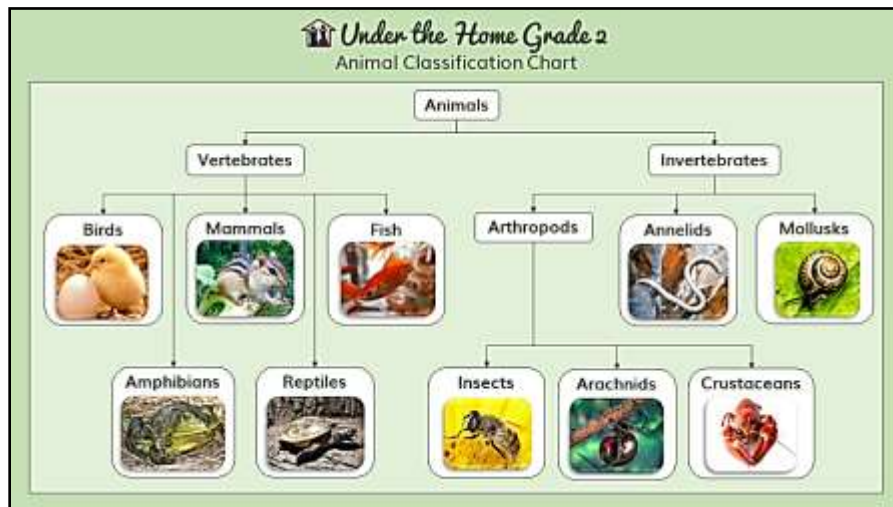 Under the Home Grade 2
Animal Classification Chart
Animals
Vertebrates
Invertebrates
Birds
Mammals
Fish
Arthropods
Annelids
Mollusks
Amphibians
Reptiles
Insects
Arachnids
Crustaceans